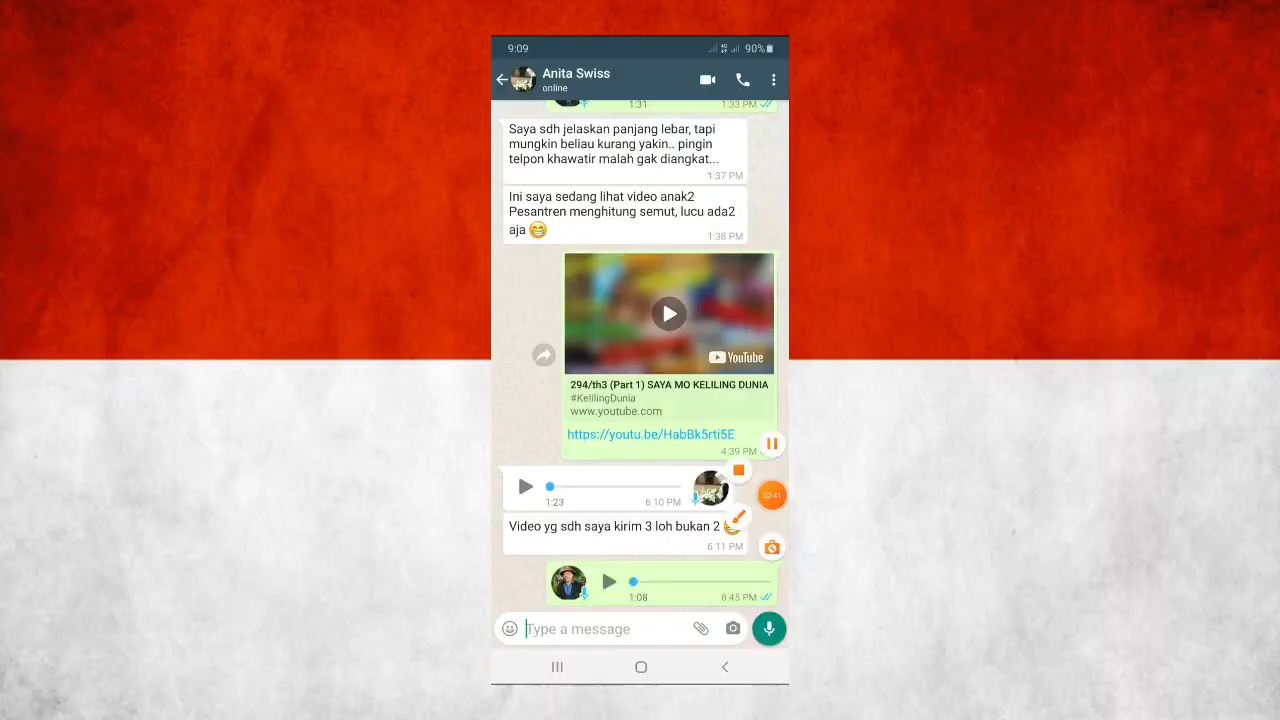 9:09
90%
Anita Swiss
online
1:31
1:33 PM
Saya sdh jelaskan panjang lebar, tapi
mungkin beliau kurang yakin.. pingin
telpon khawatir malah gak diangkat...
1:37 PM
Ini saya sedang lihat video anak2
Pesantren menghitung semut, lucu ada2
aja 😁
1:38 PM
YouTube
294/th3 (Part 1) SAYA MO KELILING DUNIA
#KelilingDunia
www.youtube.com
https://youtu.be/HabBk5rti5E
4:39 PM
1:23
6:10 PM
02:41
Video yg sdh saya kirim 3 loh bukan 2
6:11 PM
1:08
8:45 PM
Type a message